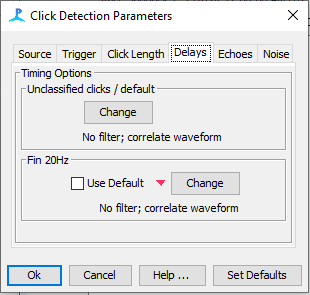 Click Detection Parameters
Source Trigger Click Length Delays Echoes Noise
Timing Options
Unclassified clicks / default
Change
No filter; correlate waveform
Fin 20Hz
Use Default Change
No filter; correlate waveform
Ok Cancel Help ... Set Defaults